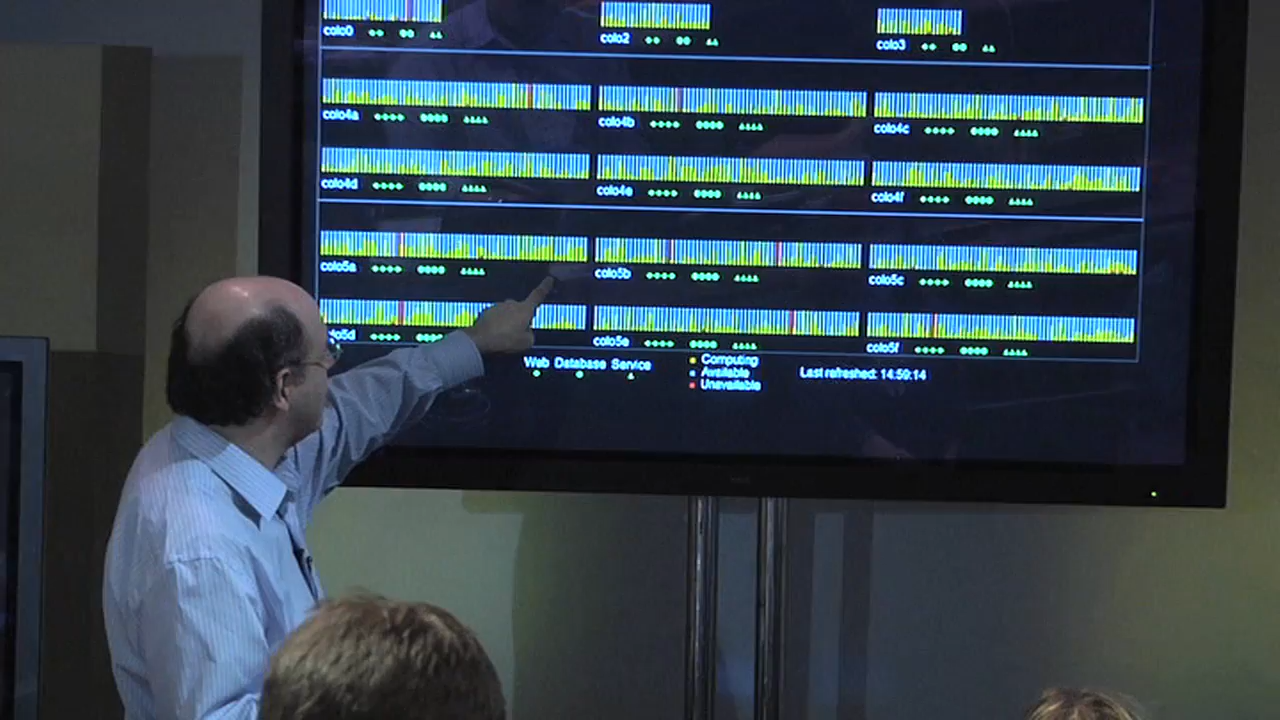 colo0 colo2 colo3
colo4a colo4b colo4c
colo4d colo4e colo4f
colo5a colo5b colo5c
colo5e colo5f
Web Database Service
Computing
Available
Unavailable
Last refreshed: 14:59:14